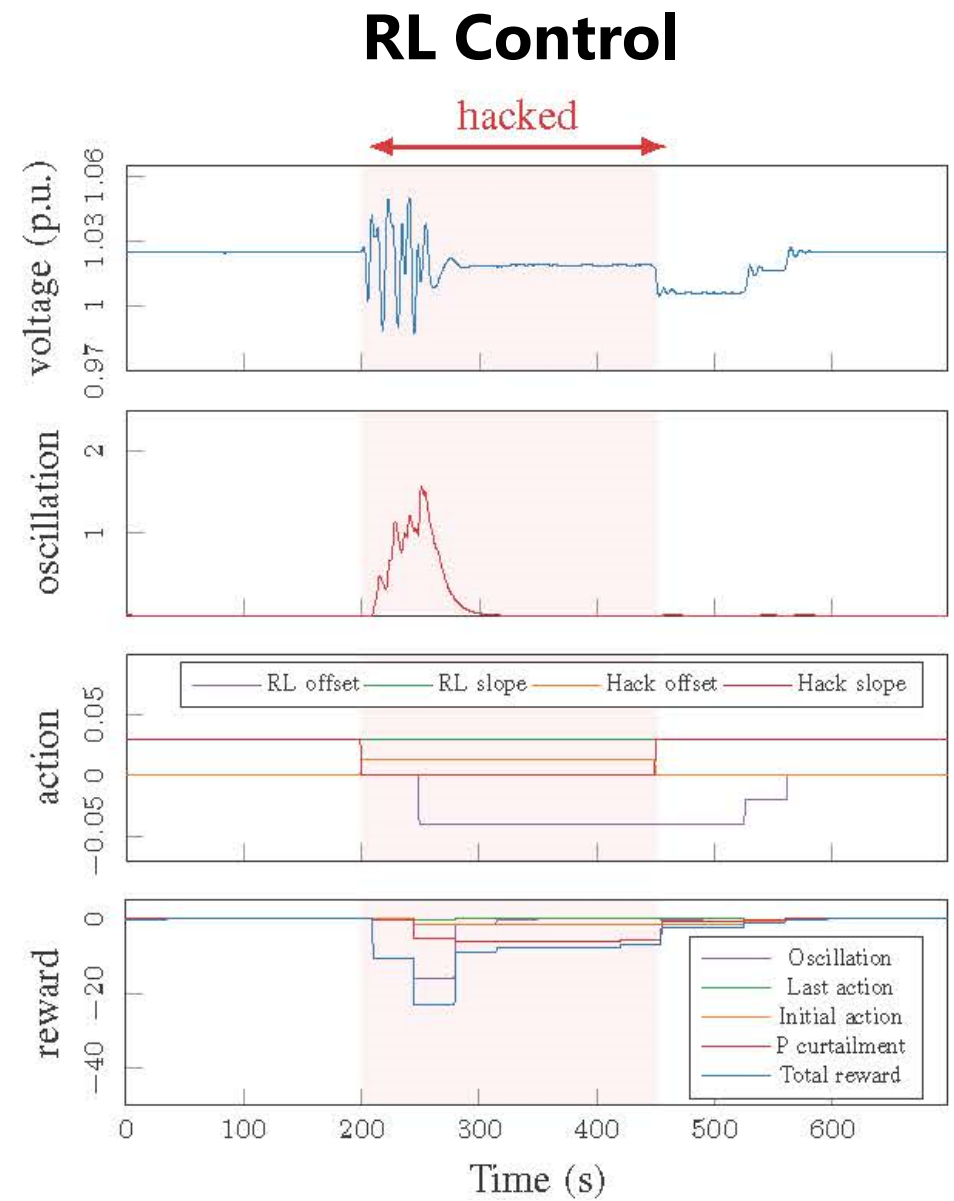 RL Control
hacked
voltage (p.u.)
1.06
1.03
1
0.97
oscillation
2
1
action
0.05
0
−0.05
RL offset RL slope Hack offset Hack slope
reward
0
−20
−40
Oscillation
Last action
Initial action
P curtailment
Total reward
0 100 200 300 400 500 600
Time (s)